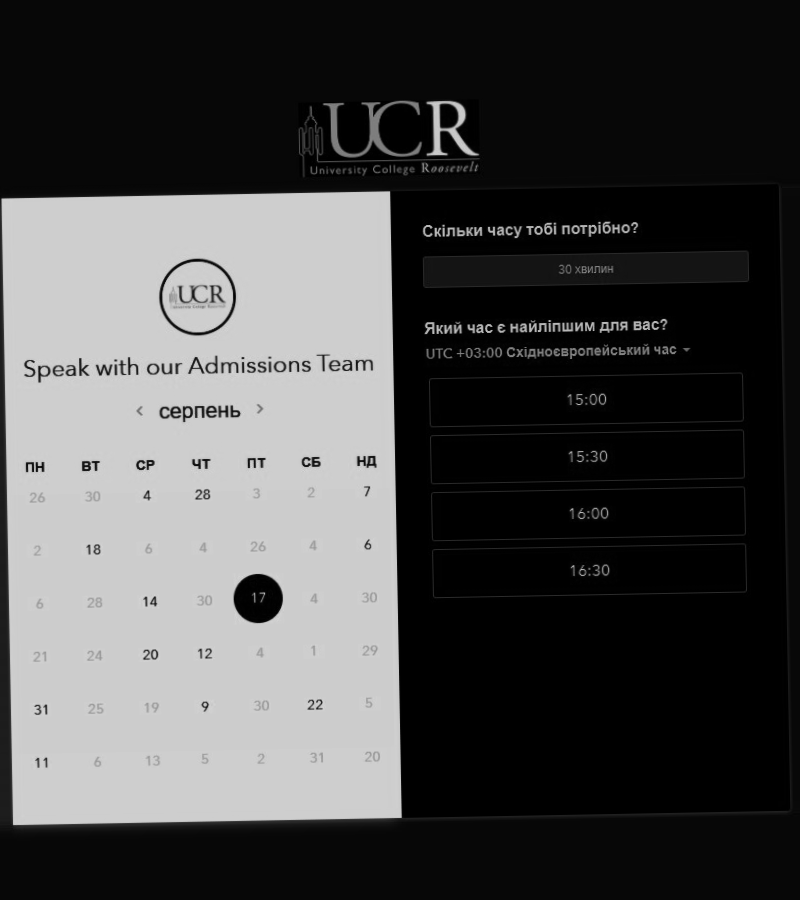 UCR
University College Roosevelt
UCR
Speak with our Admissions Team
серпень
ПН ВТ СР ЧТ ПТ СБ НД
26 30 4 28 3 2 7
2 18 6 4 26 4 6
6 28 14 30 17 4 30
21 24 20 12 4 1 29
31 25 19 9 30 22 5
11 6 13 5 2 31 20
Скільки часу тобі потрібно?
30 хвилин
Який час є найліпшим для вас?
UTC +03:00 Східноєвропейський час
15:00
15:30
16:00
16:30